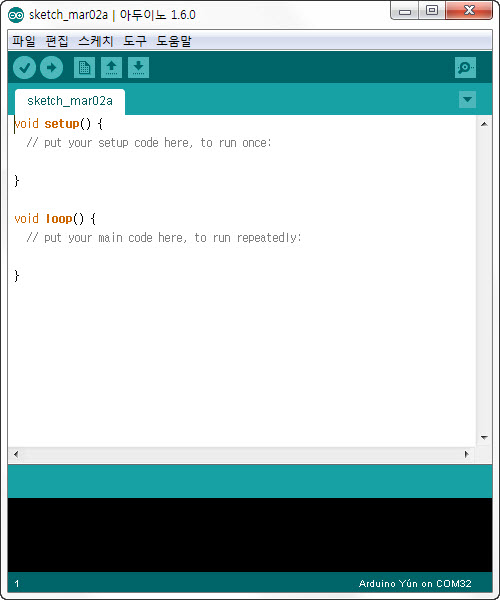 sketch_mar02a | 아두이노 1.6.0
파일 편집 스케치 도구 도움말
sketch_mar02a
void setup() {
  // put your setup code here, to run once:
}
void loop() {
  // put your main code here, to run repeatedly:
}
1 Arduino Yún on COM32